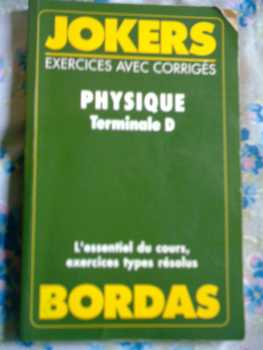 JOKERS
EXERCICES AVEC CORRIGÉS
PHYSIQUE
Terminale D
L'essentiel du cours,
exercices types résolus
BORDAS